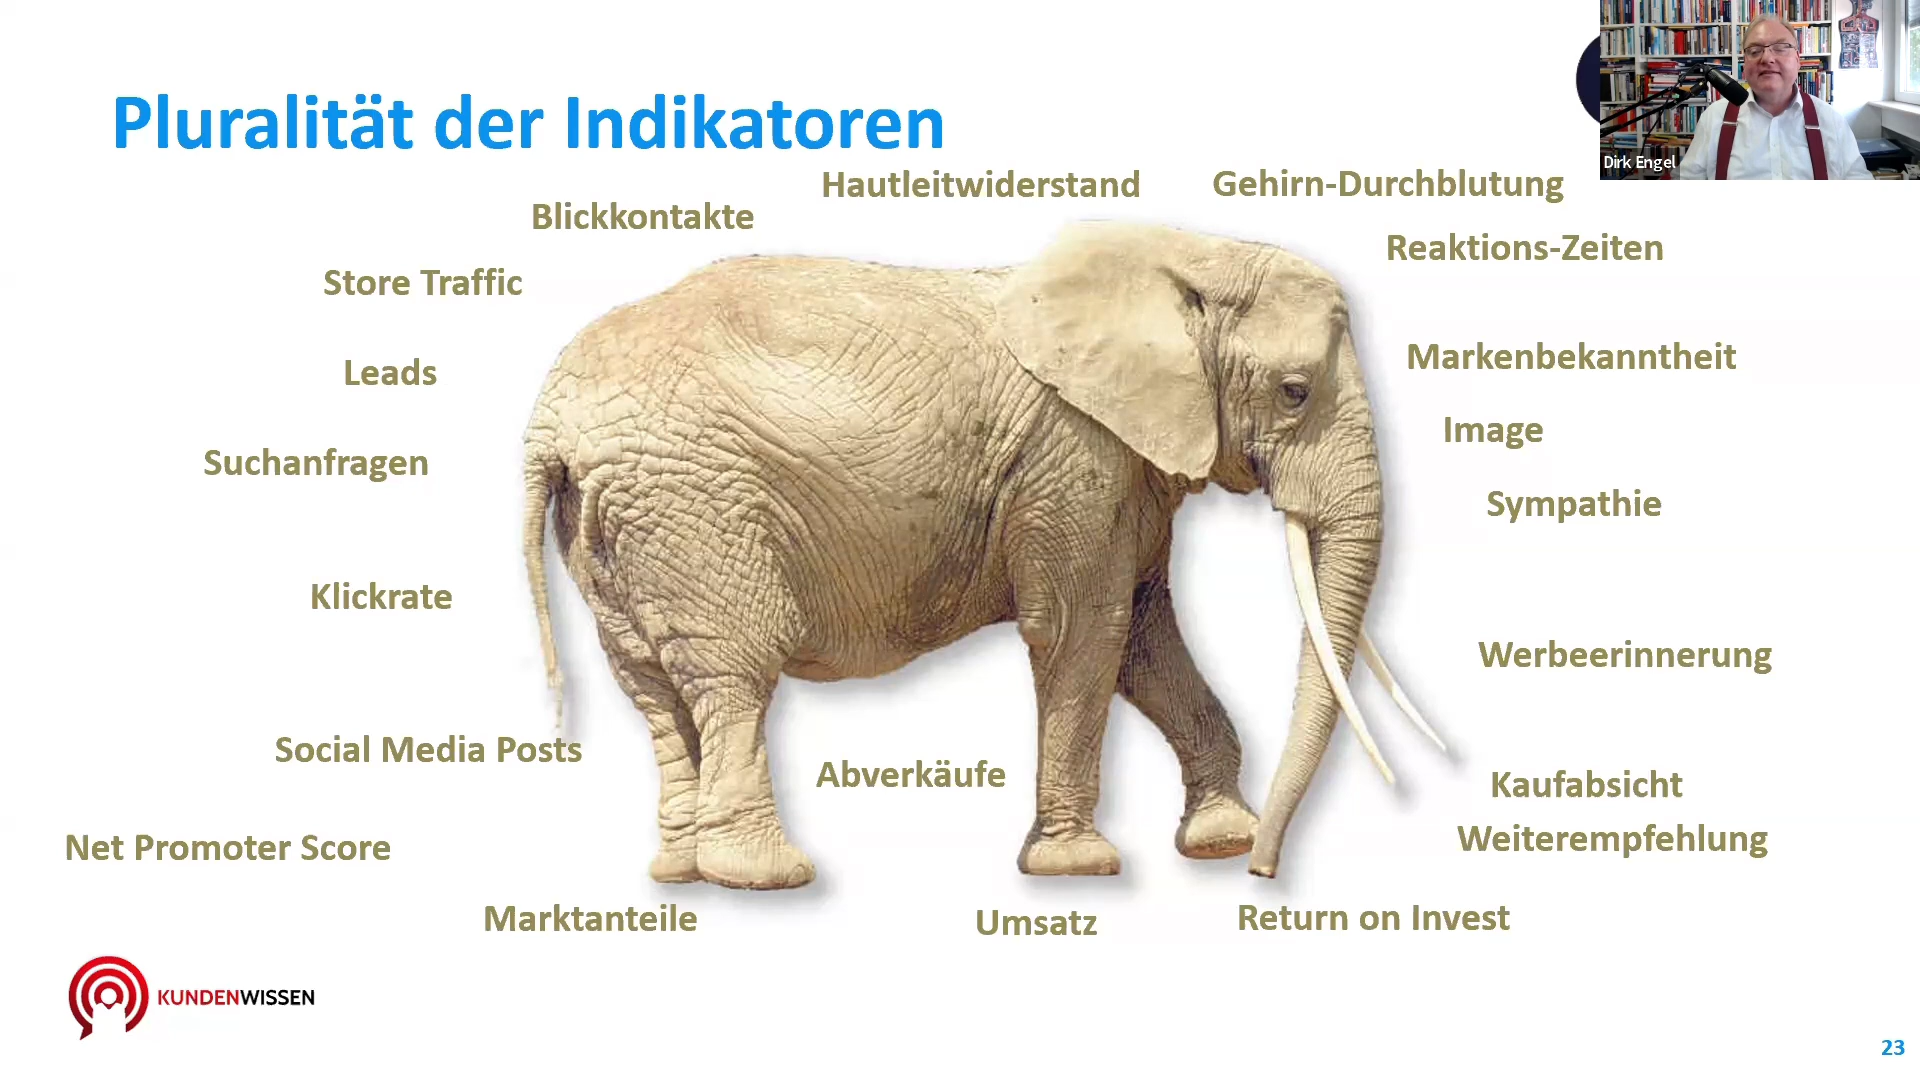 Pluralität der Indikatoren
Dirk Engel
Hautleitwiderstand
Gehirn-Durchblutung
Blickkontakte
Reaktions-Zeiten
Store Traffic
Markenbekanntheit
Leads
Image
Suchanfragen
Sympathie
Klickrate
Werbeerinnerung
Social Media Posts
Abverkäufe
Kaufabsicht
Weiterempfehlung
Net Promoter Score
Marktanteile
Umsatz
Return on Invest
KUNDENWISSEN
23